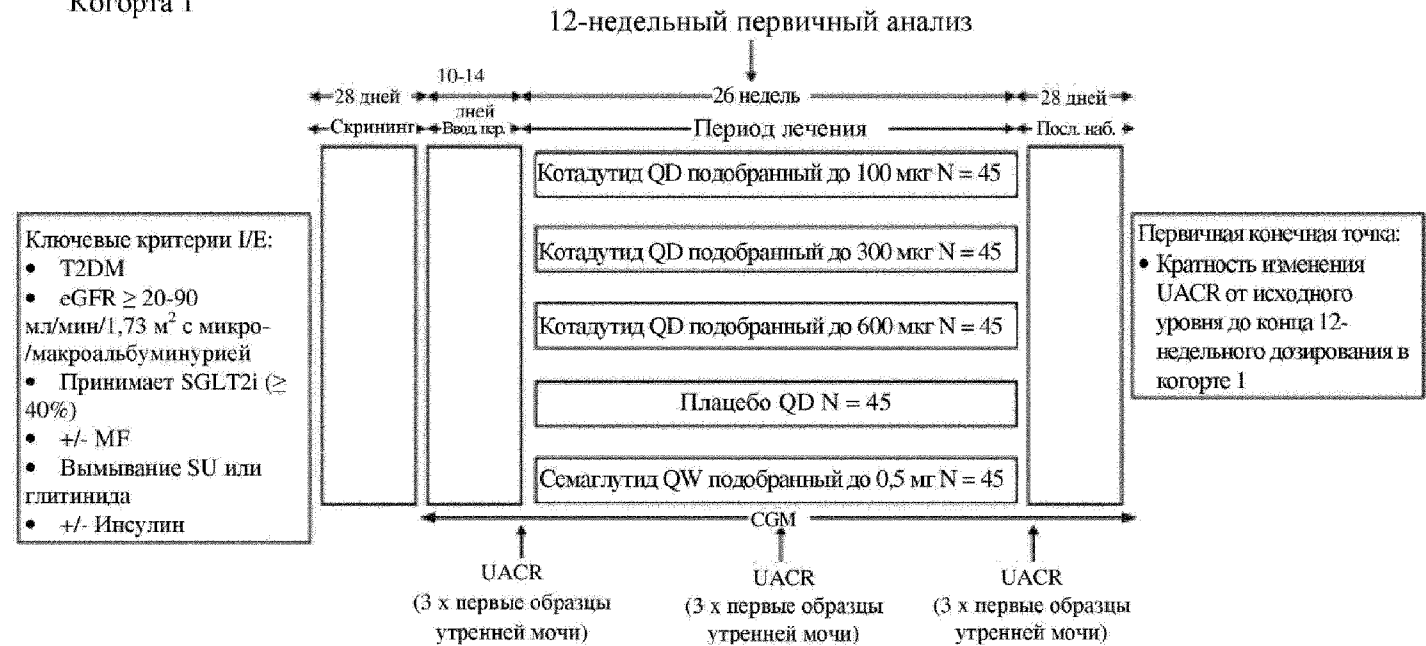 Когорта 1
12-недельный первичный анализ
10-14
28 дней
дней
26 недель
28 дней
Скрининг
Ввод. пер.
Период лечения
Посл. наб.
Ключевые критерии I/E:
• T2DM
• eGFR ≥ 20-90
мл/мин/1,73 м² с микро-
/макроальбуминурией
• Принимает SGLT2i (≥
40%)
• +/- MF
• Вымывание SU или
глитинида
• +/- Инсулин
Котадутид QD подобранный до 100 мкг N = 45
Котадутид QD подобранный до 300 мкг N = 45
Котадутид QD подобранный до 600 мкг N = 45
Плацебо QD N = 45
Семаглутид QW подобранный до 0,5 мг N = 45
Первичная конечная точка:
• Кратность изменения
UACR от исходного
уровня до конца 12-
недельного дозирования в
когорте 1
CGM
UACR
(3 x первые образцы
утренней мочи)
UACR
(3 x первые образцы
утренней мочи)
UACR
(3 x первые образцы
утренней мочи)